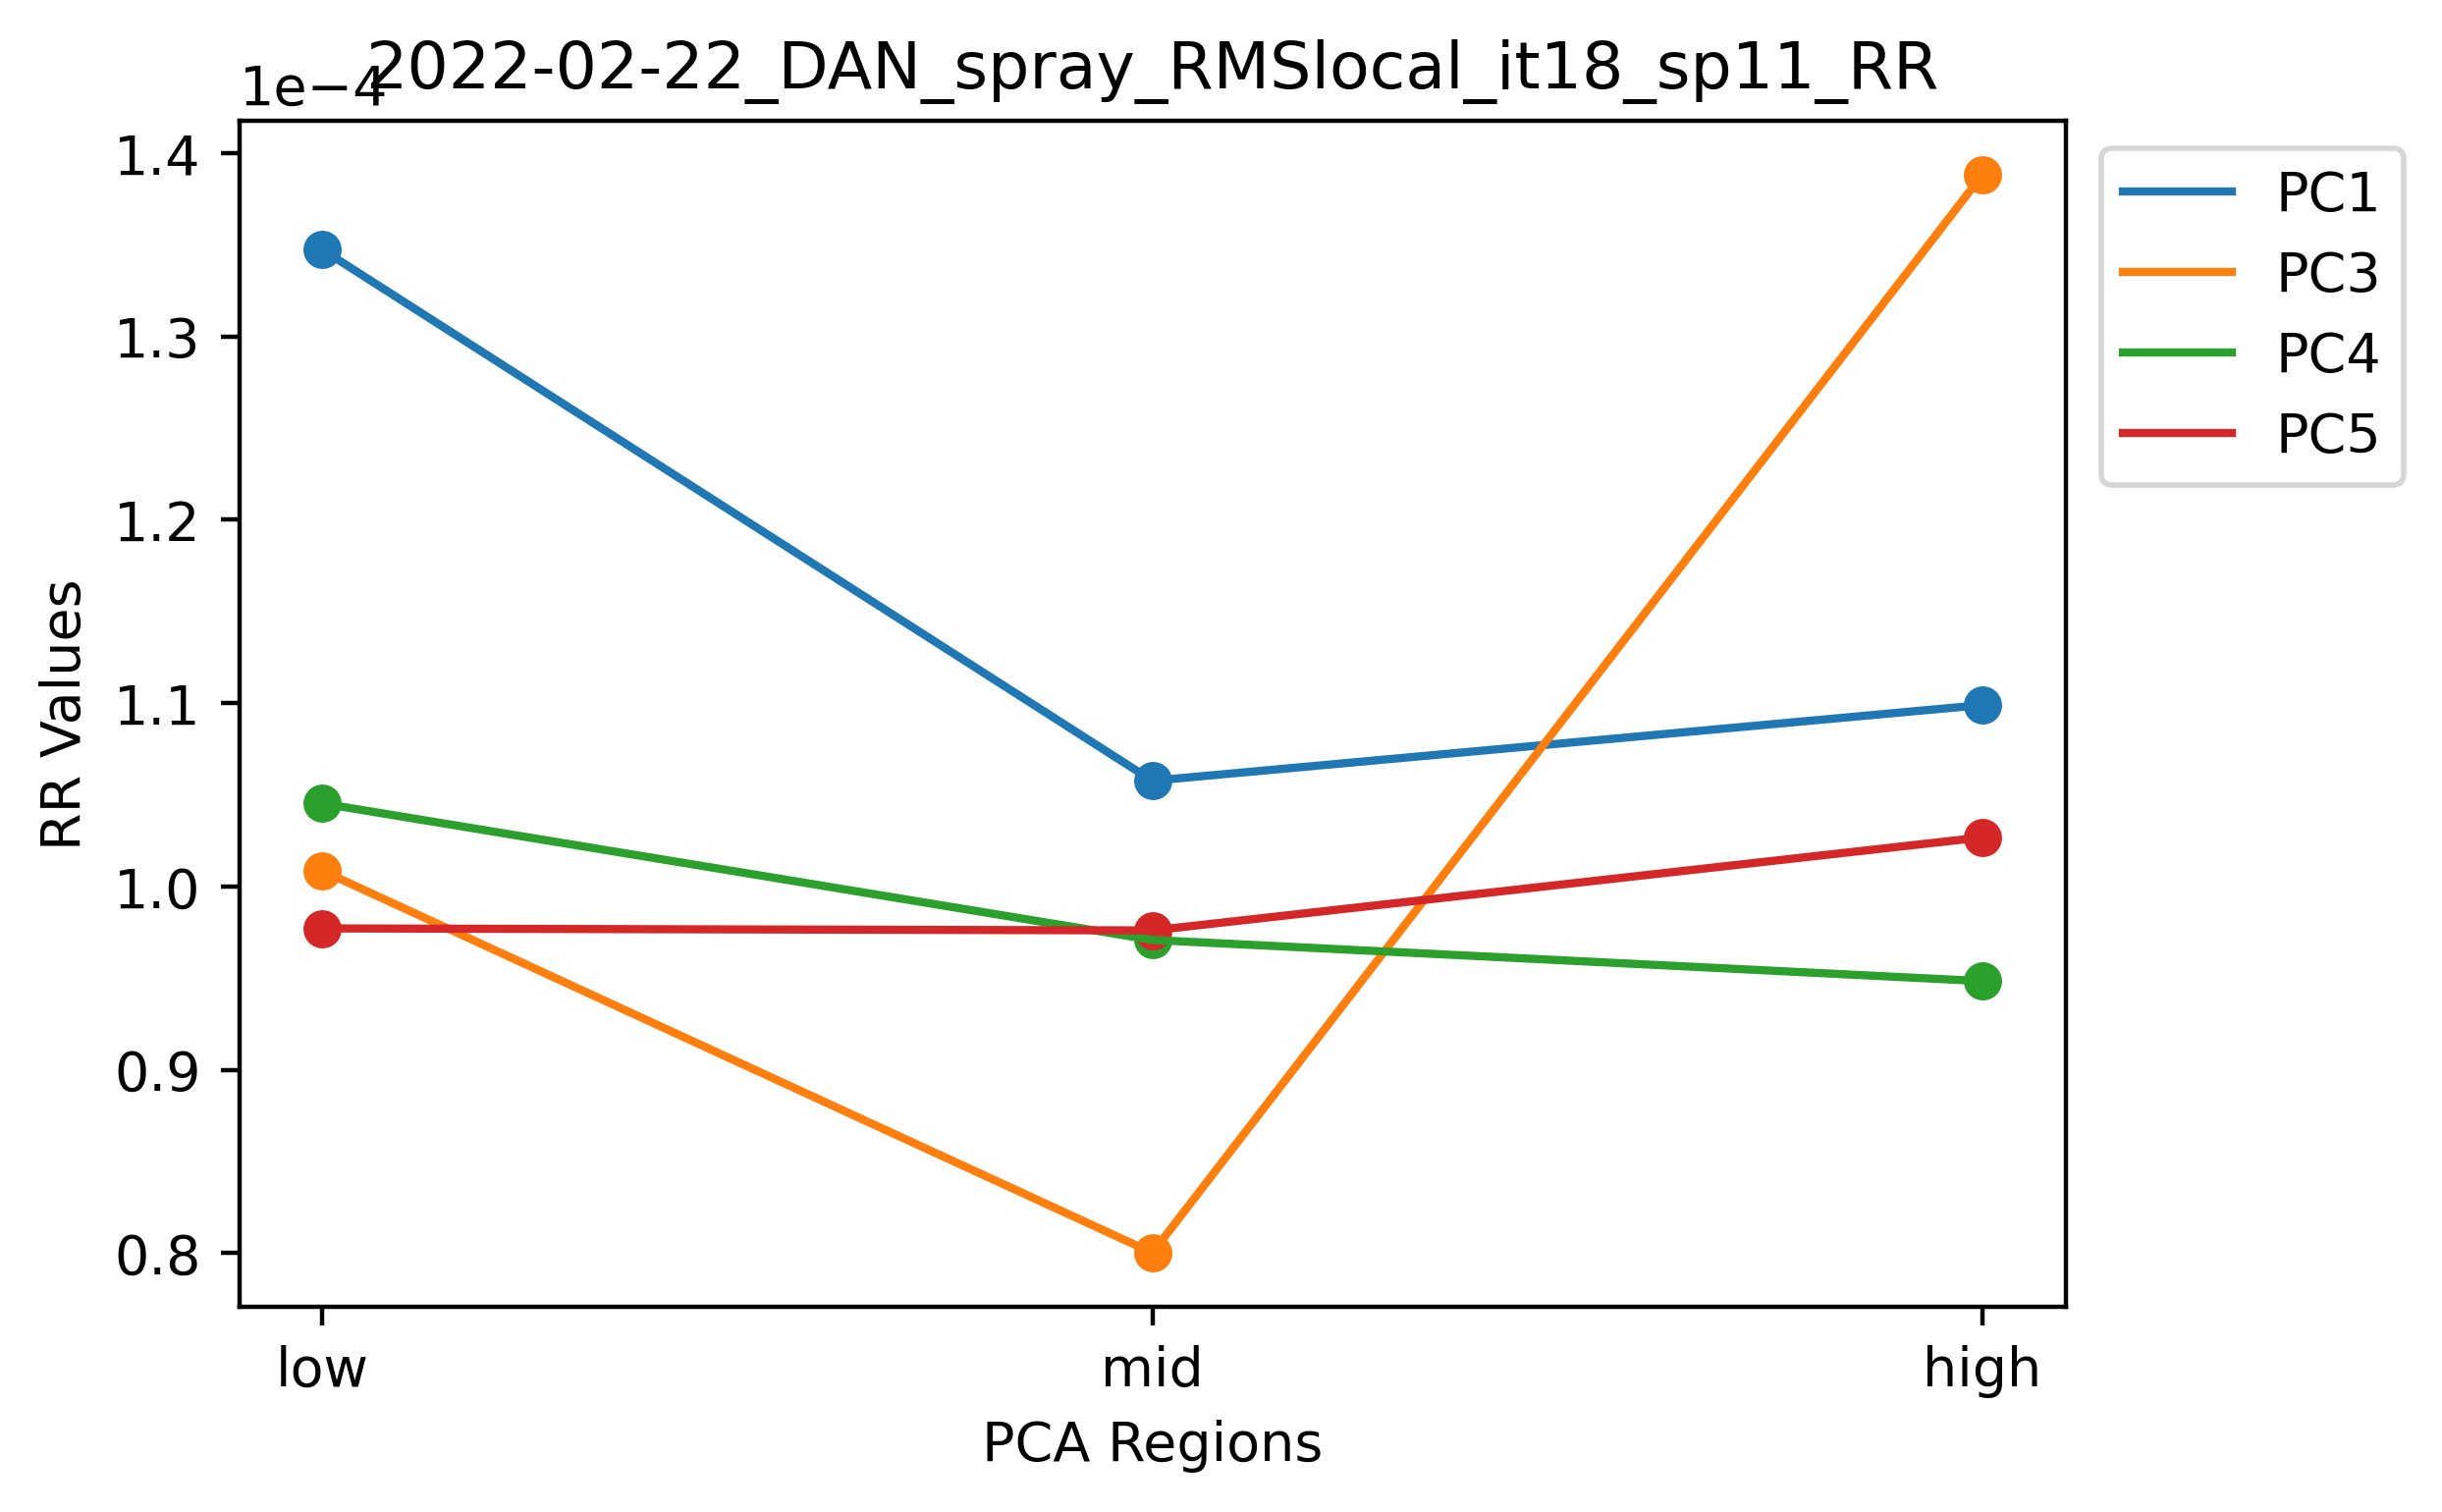 2022-02-22_DAN_spray_RMSlocal_it18_sp11_RR
1e−4
1.4
1.3
1.2
1.1
1.0
0.9
0.8
RR Values
low
mid
high
PCA Regions
PC1
PC3
PC4
PC5